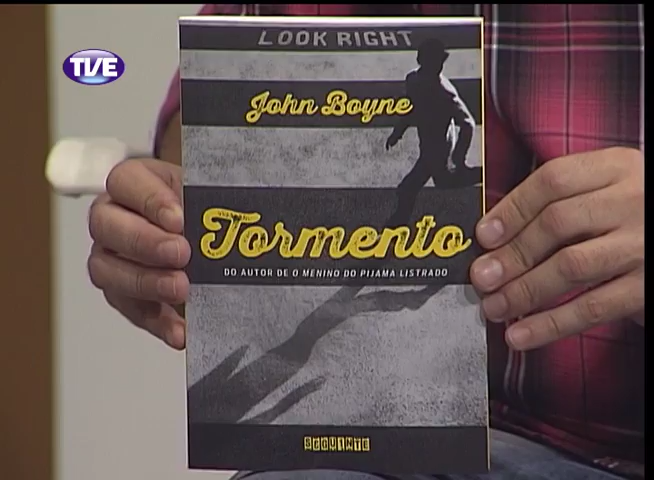 TVE
LOOK RIGHT
John Boyne
Tormento
DO AUTOR DE O MENINO DO PIJAMA LISTRADO
SEGUINTE